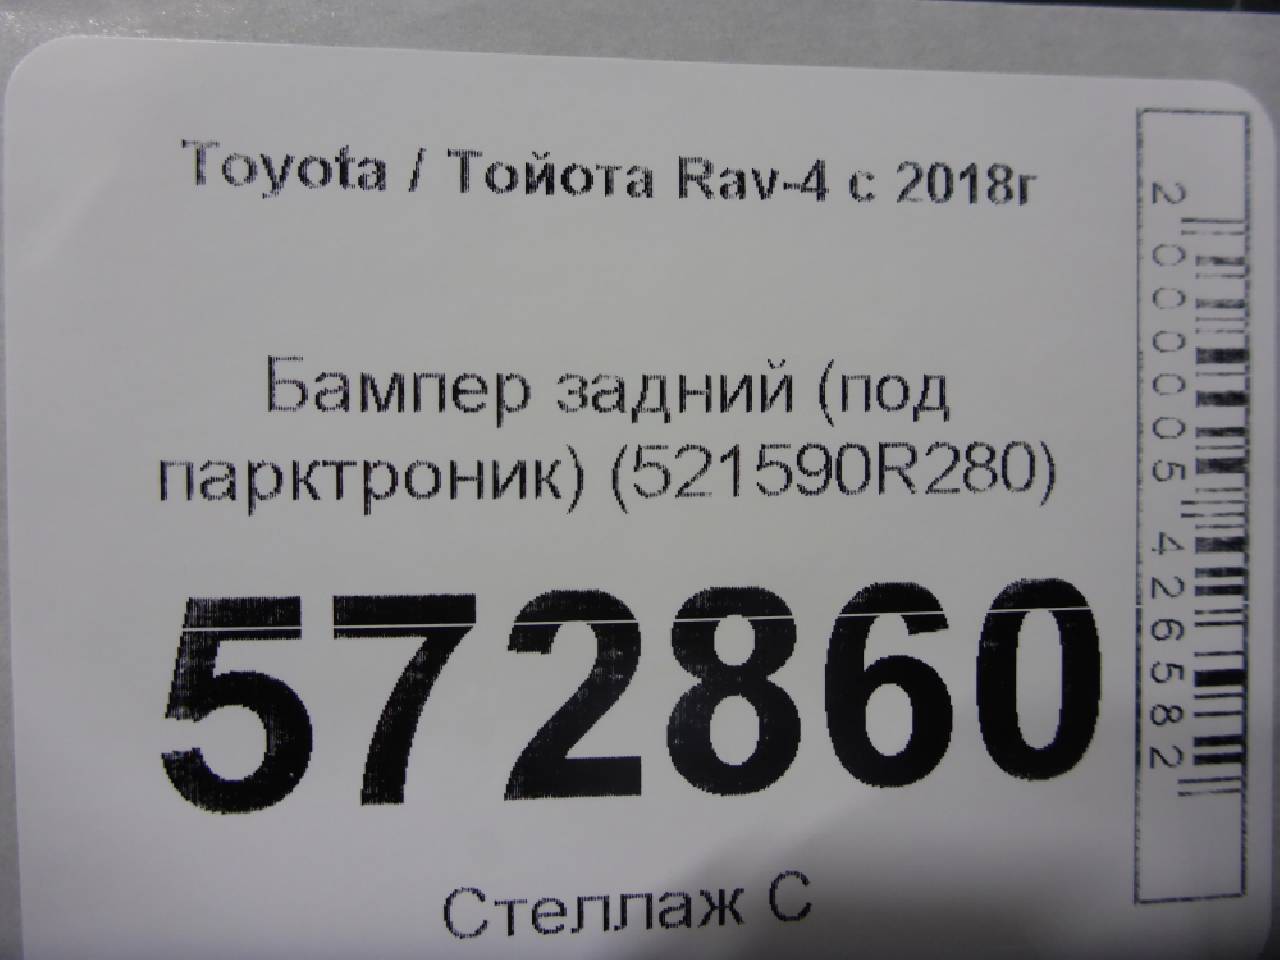 Toyota / Тойота Rav-4 с 2018г
Бампер задний (под
парктроник) (521590R280)
572860
Стеллаж С
2000005426582